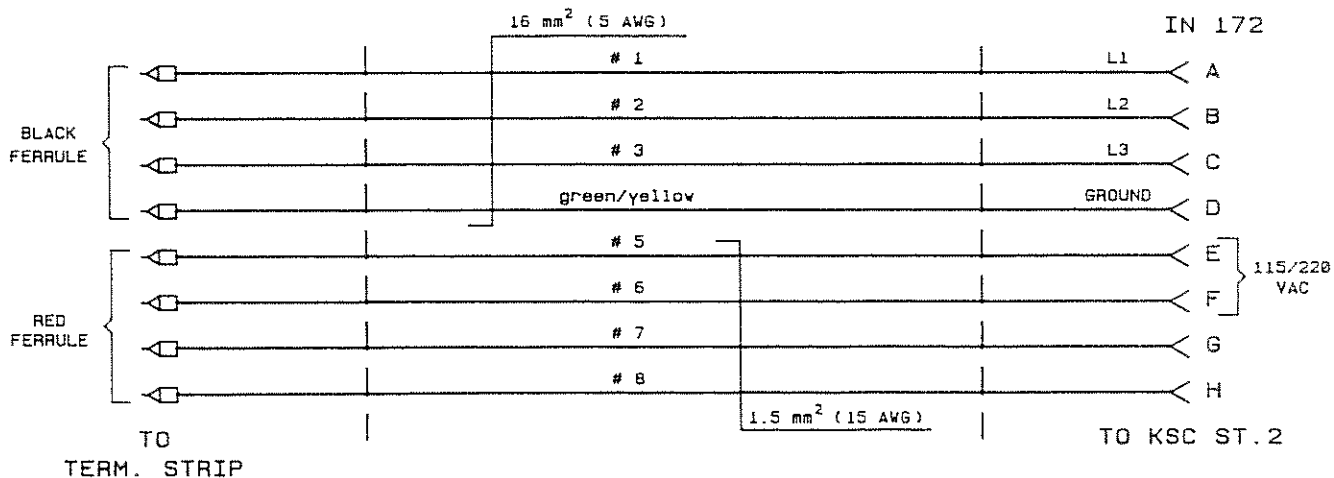 16 mm² (5 AWG)
IN 172
# 1 L1 A
# 2 L2 B
BLACK
FERRULE
# 3 L3 C
green/yellow GROUND D
# 5 E
115/220
VAC
# 6 F
RED
FERRULE
# 7 G
# 8 H
1.5 mm² (15 AWG)
TO
TERM. STRIP
TO KSC ST.2